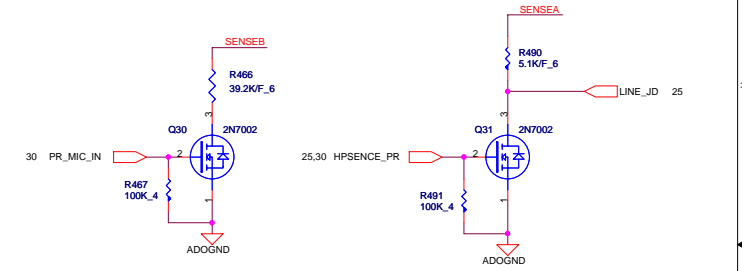 SENSEA
SENSEB
R490
5.1K/F_6
R466
39.2K/F_6
LINE_JD 25
3
3
Q30 2N7002
Q31 2N7002
30 PR_MIC_IN 2
25,30 HPSENCE_PR 2
R467
100K_4
1
R491
100K_4
1
ADOGND
ADOGND